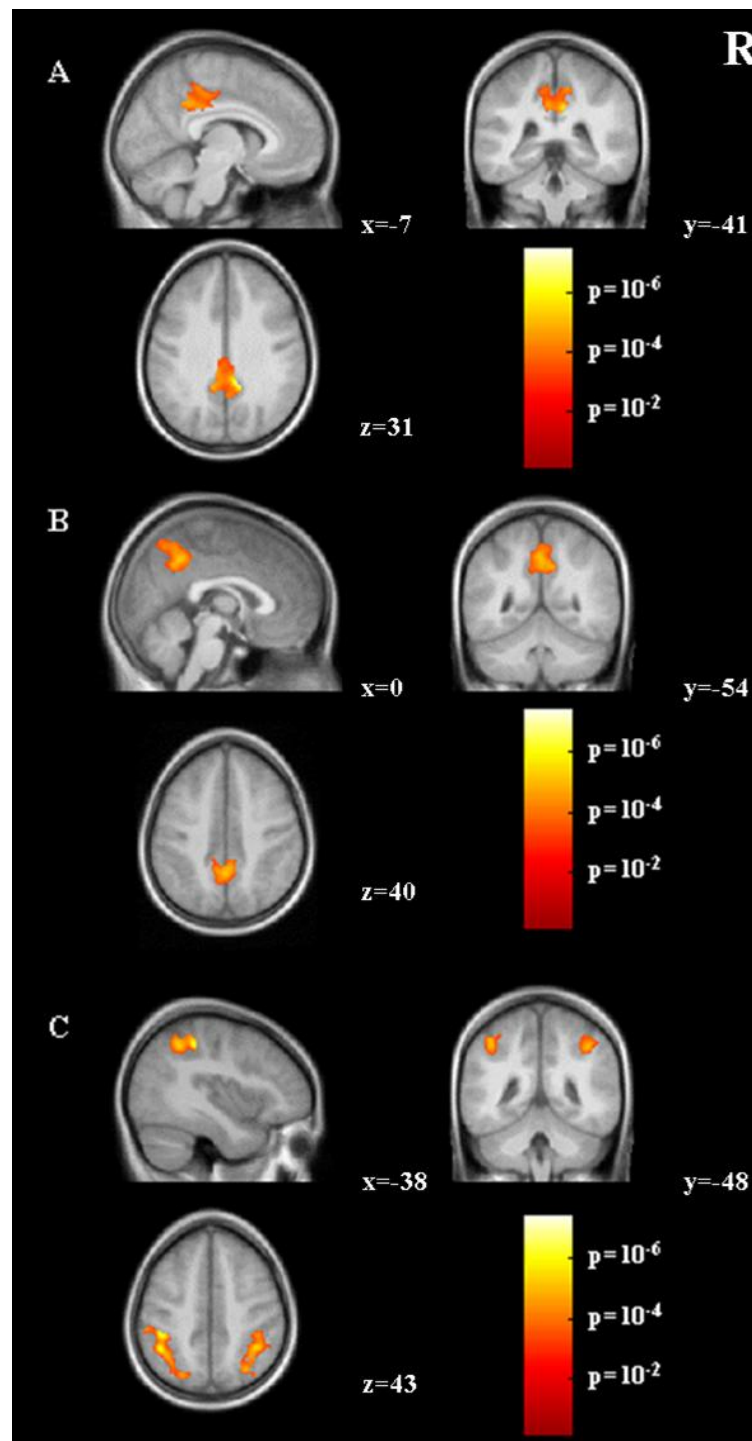 A
R
x=-7
y=-41
p=10⁻⁶
p=10⁻⁴
p=10⁻²
z=31
B
x=0
y=-54
p=10⁻⁶
p=10⁻⁴
p=10⁻²
z=40
C
x=-38
y=-48
p=10⁻⁶
p=10⁻⁴
p=10⁻²
z=43